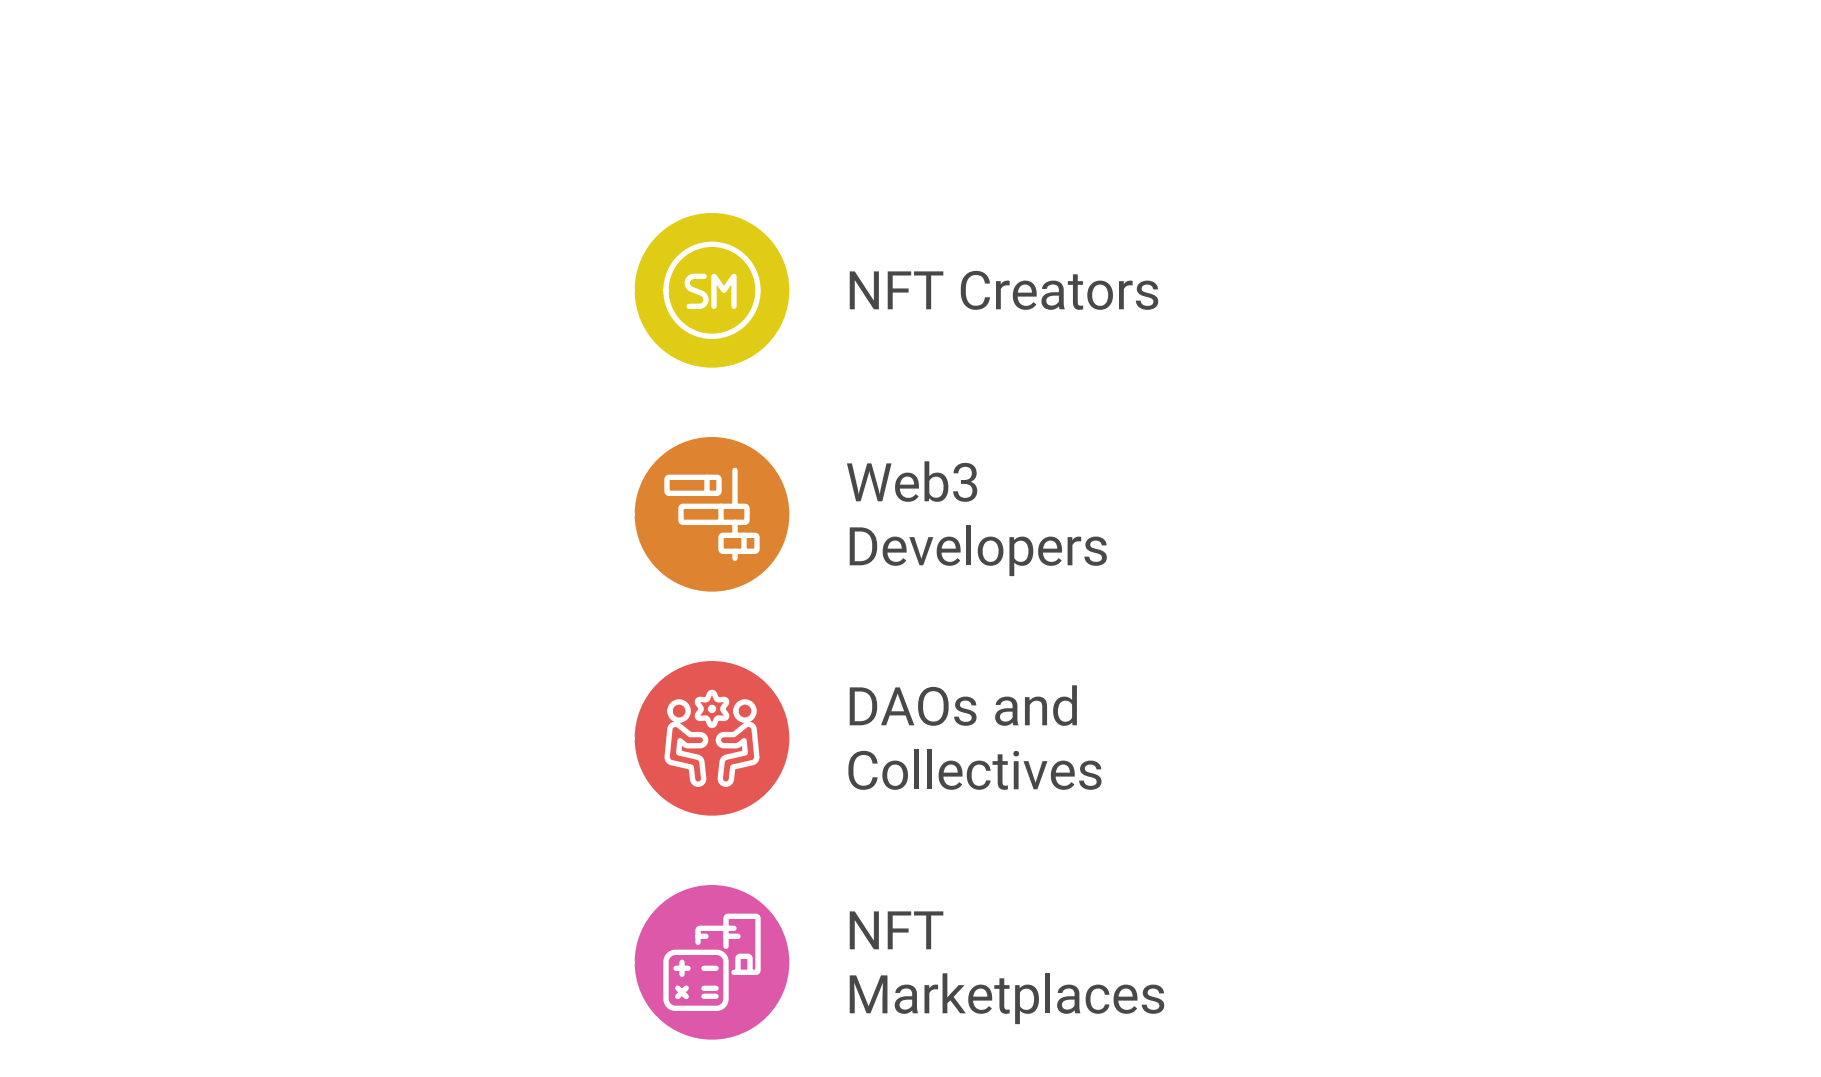 SM
NFT Creators
Web3
Developers
DAOs and
Collectives
NFT
Marketplaces